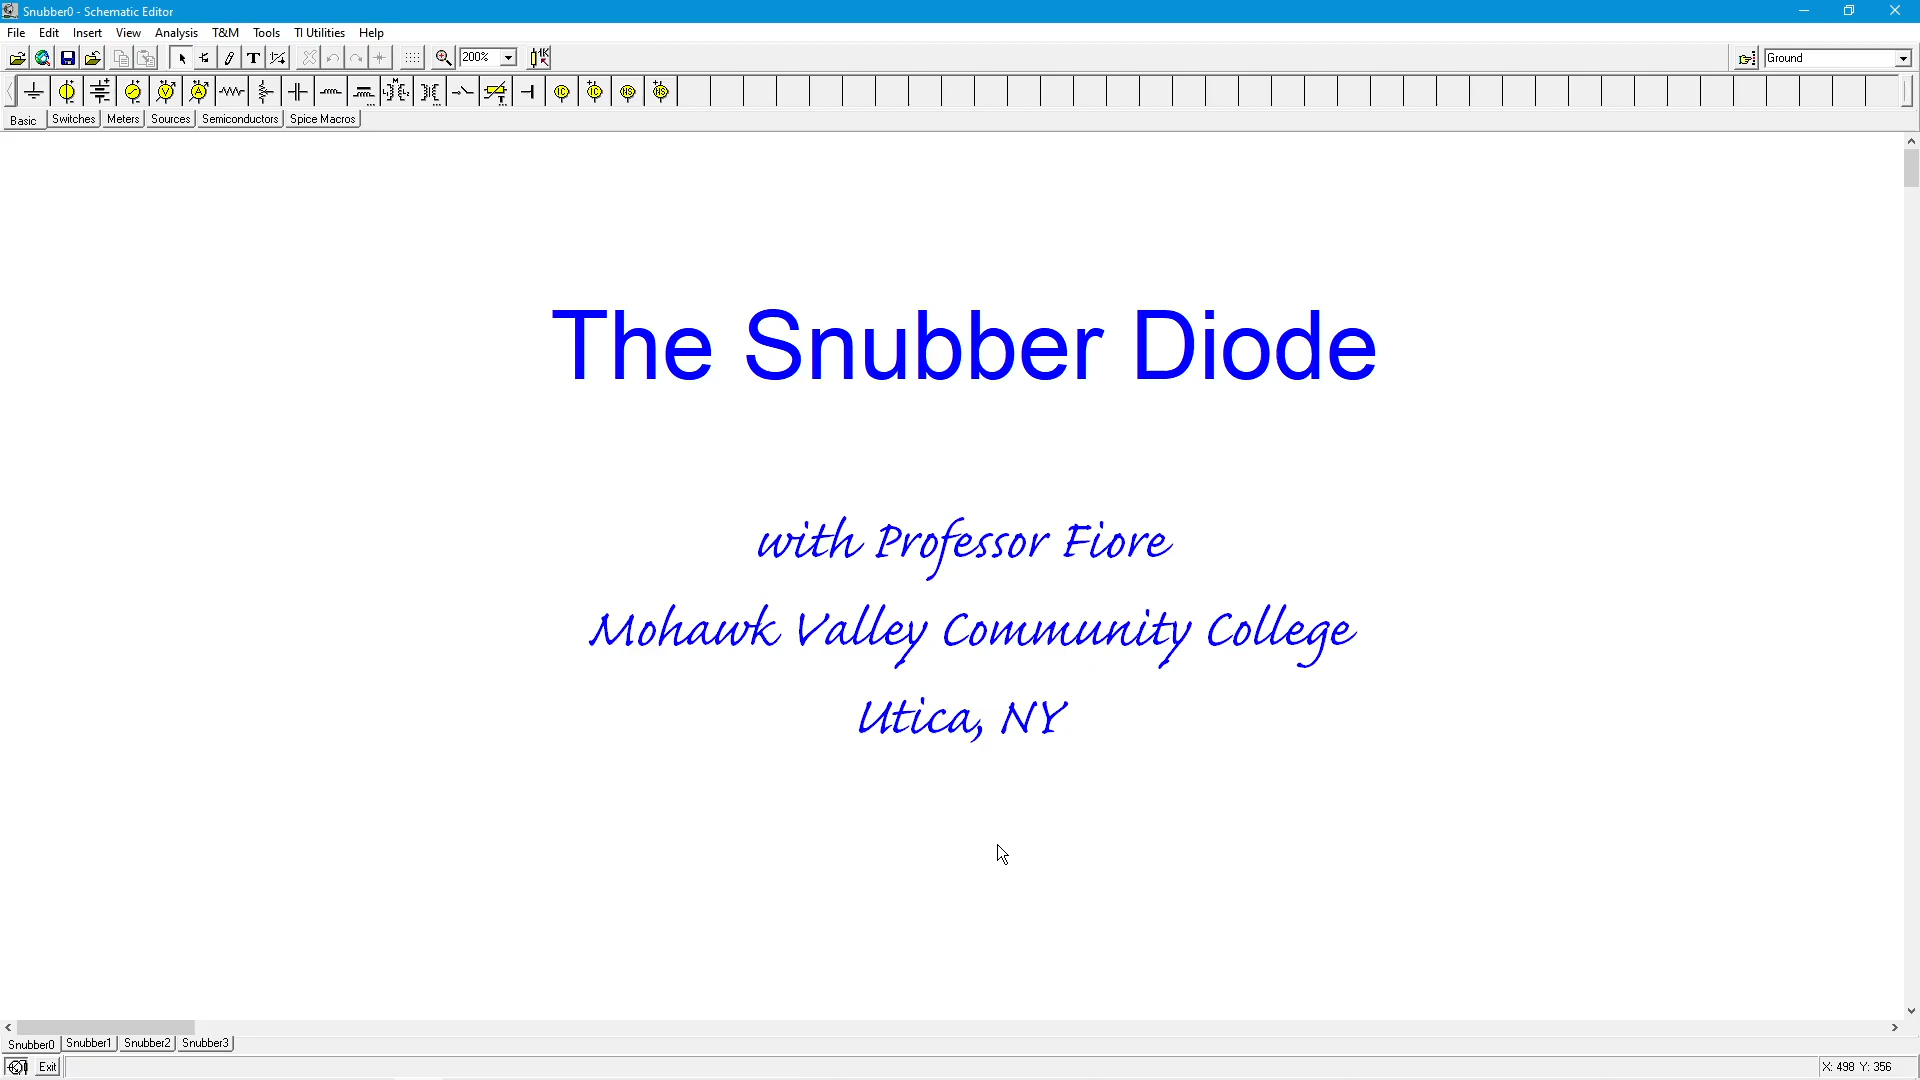 Snubber0 - Schematic Editor
File Edit Insert View Analysis T&M Tools TI Utilities Help
200%
1K
Ground
Basic Switches Meters Sources Semiconductors Spice Macros
The Snubber Diode
with Professor Fiore
Mohawk Valley Community College
Utica, NY
Snubber0 Snubber1 Snubber2 Snubber3
Exit
X: 498 Y: 356